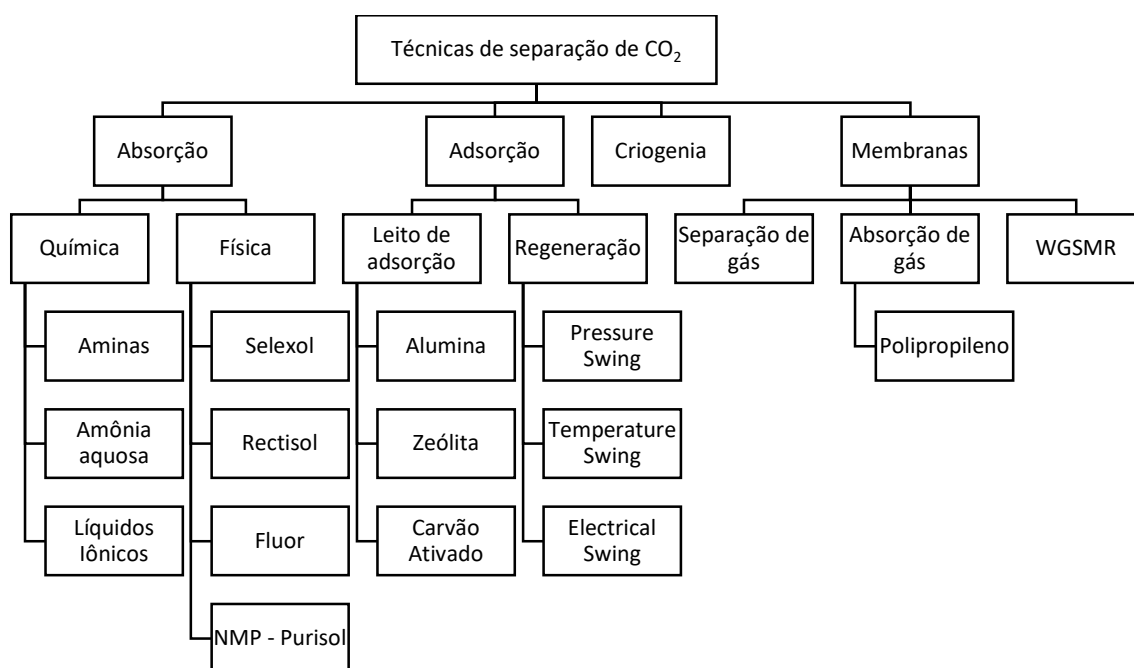 Técnicas de separação de CO₂
Absorção
Adsorção
Criogenia
Membranas
Química
Física
Leito de
adsorção
Regeneração
Separação de
gás
Absorção de
gás
WGSMR
Aminas
Selexol
Alumina
Pressure
Swing
Polipropileno
Amônia
aquosa
Rectisol
Zeólita
Temperature
Swing
Líquidos
Iônicos
Fluor
Carvão
Ativado
Electrical
Swing
NMP - Purisol